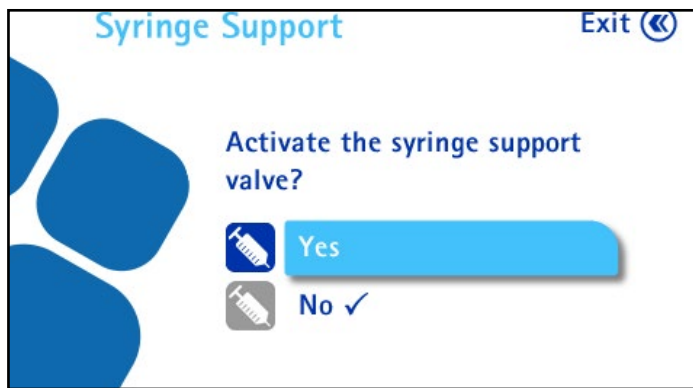 Syringe Support
Exit
Activate the syringe support
valve?
Yes
No ✓